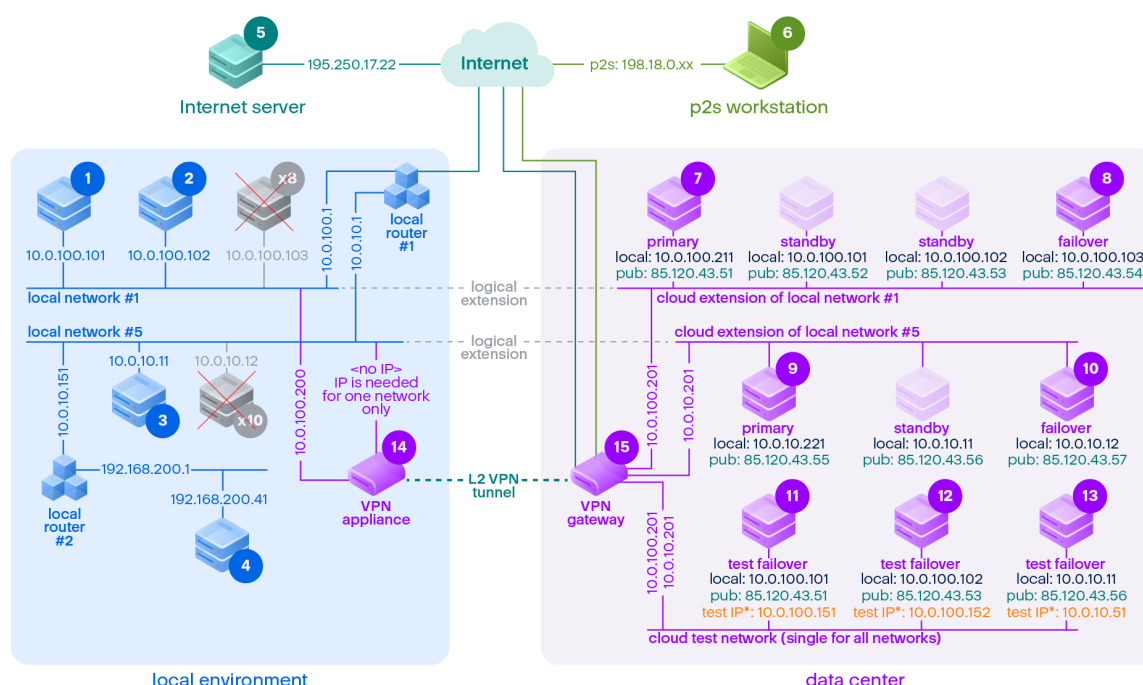 5
6
195.250.17.22
Internet
p2s: 198.18.0.xx
Internet server
p2s workstation
1
2
x8
7
8
local
router
#1
10.0.100.1
10.0.10.1
10.0.100.101
10.0.100.102
10.0.100.103
primary
local: 10.0.100.211
pub: 85.120.43.51
standby
local: 10.0.100.101
pub: 85.120.43.52
standby
local: 10.0.100.102
pub: 85.120.43.53
failover
local: 10.0.100.103
pub: 85.120.43.54
local network #1
logical
extension
cloud extension of local network #1
local network #5
logical
extension
cloud extension of local network #5
10.0.10.151
10.0.10.11
10.0.10.12
3
x10
10.0.100.200
<no IP>
IP is needed
for one network
only
10.0.100.201
10.0.10.201
9
10
primary
local: 10.0.10.221
pub: 85.120.43.55
standby
local: 10.0.10.11
pub: 85.120.43.56
failover
local: 10.0.10.12
pub: 85.120.43.57
14
15
192.168.200.1
L2 VPN
tunnel
192.168.200.41
local
router
#2
VPN
appliance
VPN
gateway
4
11
12
13
10.0.100.201
10.0.10.201
test failover
local: 10.0.100.101
pub: 85.120.43.51
test IP*: 10.0.100.151
test failover
local: 10.0.100.102
pub: 85.120.43.53
test IP*: 10.0.100.152
test failover
local: 10.0.10.11
pub: 85.120.43.56
test IP*: 10.0.10.51
cloud test network (single for all networks)
local environment
data center